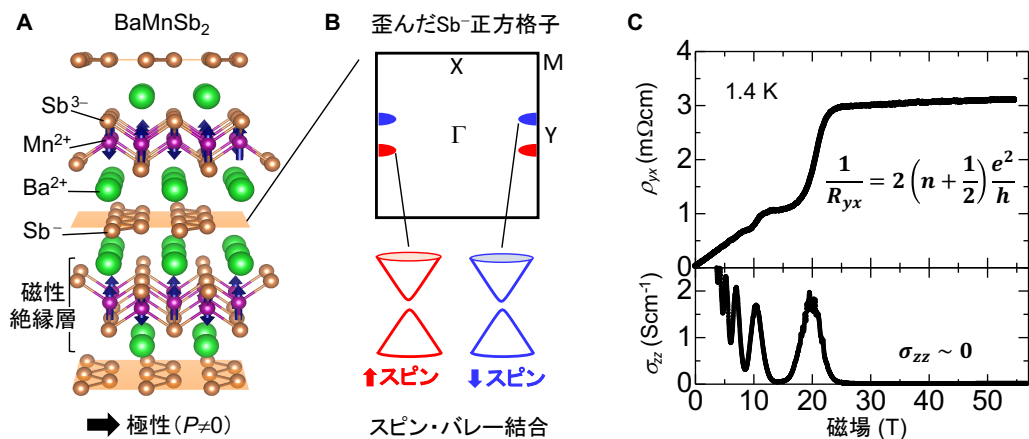 A
BaMnSb₂
Sb³⁻
Mn²⁺
Ba²⁺
Sb⁻
磁性
絶縁層
極性(P≠0)
B
歪んだSb⁻正方格子
X
M
Γ
Y
スピン
スピン
スピン・バレー結合
C
4
3
2
1
0
ρyx (mΩcm)
1.4 K
1/Ryx = 2(n + 1/2) e²/h
2
1
0
σzz (Scm⁻¹)
σzz ~ 0
0
10
20
30
40
50
磁場 (T)